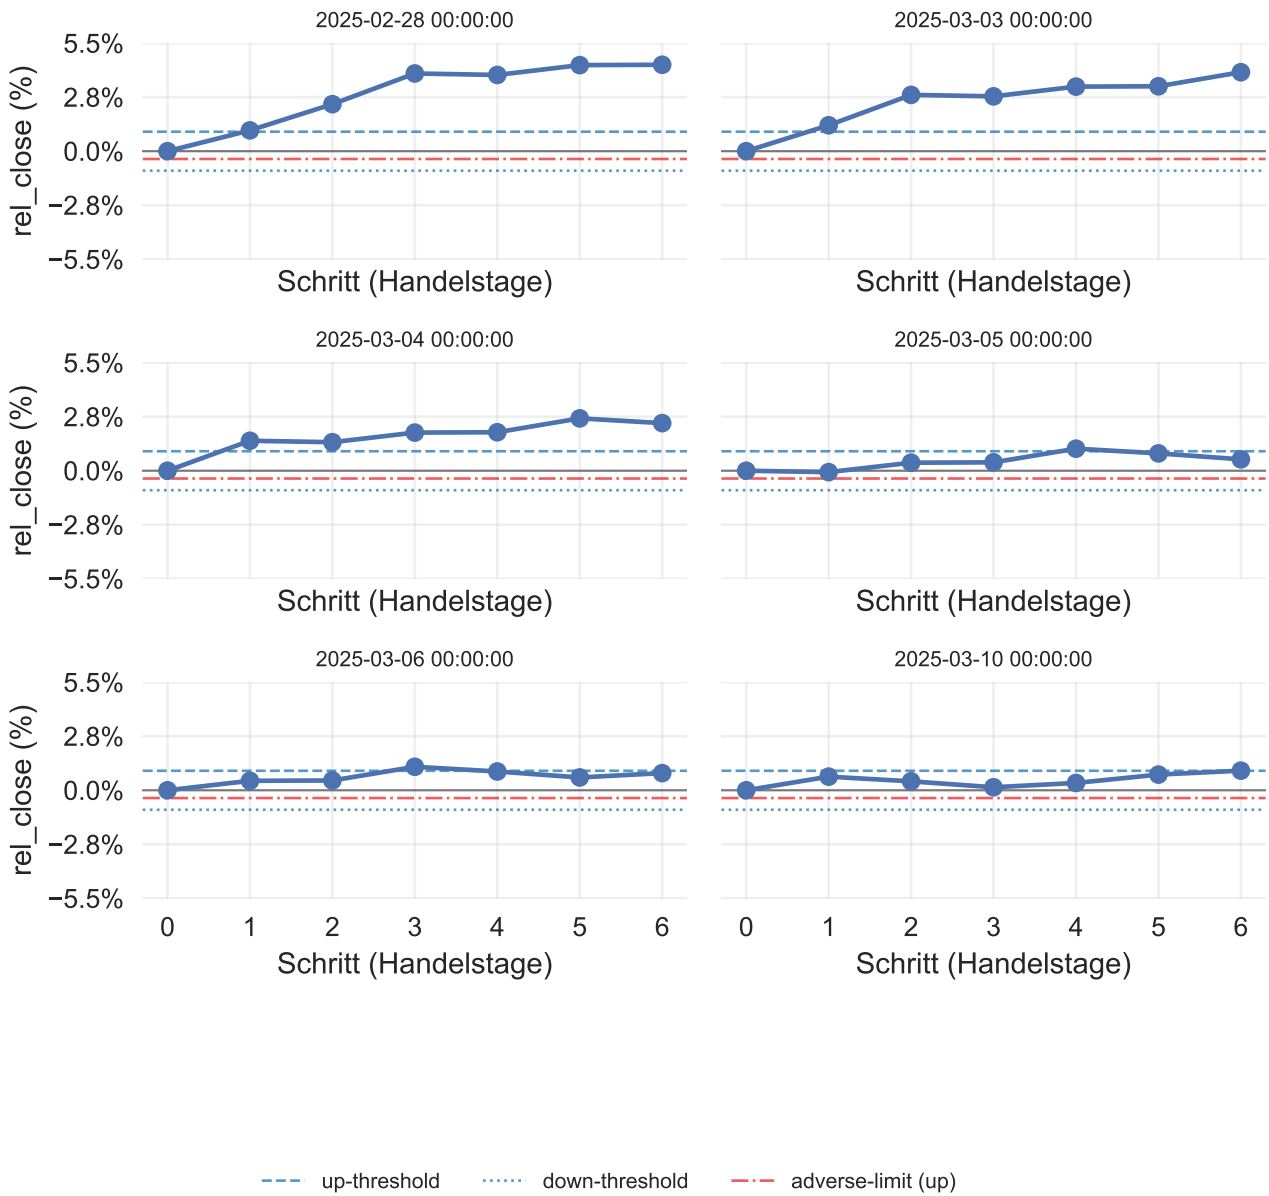 2025-02-28 00:00:00
2025-03-03 00:00:00
5.5%
2.8%
0.0%
−2.8%
−5.5%
rel_close (%)
Schritt (Handelstage)
Schritt (Handelstage)
2025-03-04 00:00:00
2025-03-05 00:00:00
5.5%
2.8%
0.0%
−2.8%
−5.5%
rel_close (%)
Schritt (Handelstage)
Schritt (Handelstage)
2025-03-06 00:00:00
2025-03-10 00:00:00
5.5%
2.8%
0.0%
−2.8%
−5.5%
rel_close (%)
0 1 2 3 4 5 6
0 1 2 3 4 5 6
Schritt (Handelstage)
Schritt (Handelstage)
up-threshold
down-threshold
adverse-limit (up)